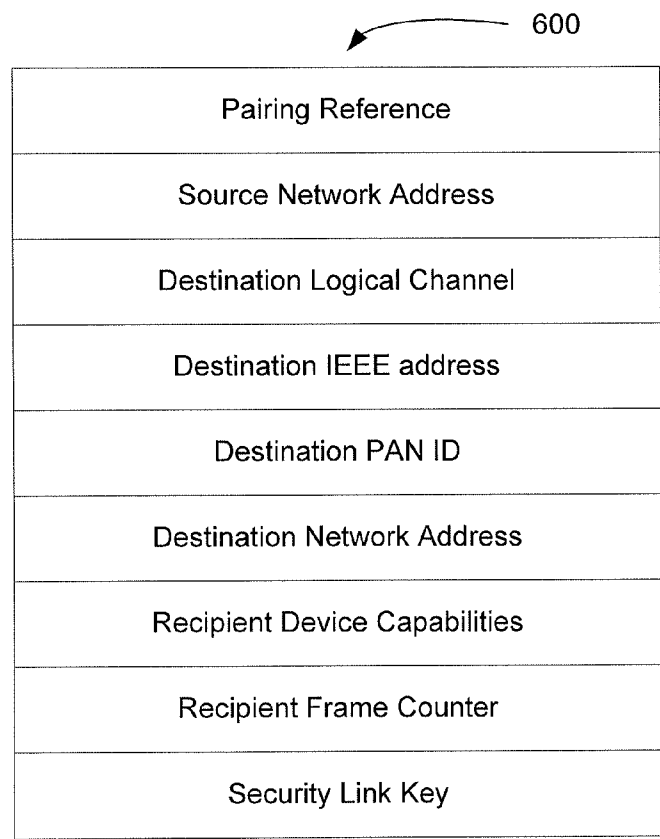 600
Pairing Reference
Source Network Address
Destination Logical Channel
Destination IEEE address
Destination PAN ID
Destination Network Address
Recipient Device Capabilities
Recipient Frame Counter
Security Link Key